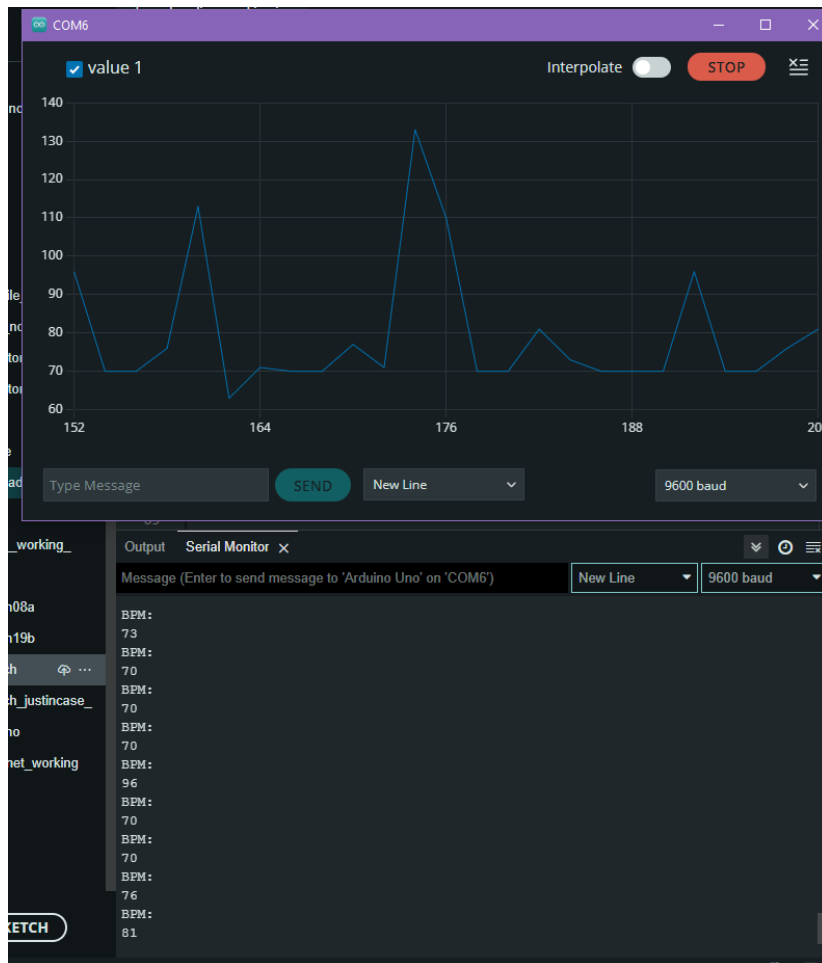 COM6
value 1
Interpolate
STOP
140
130
120
110
100
90
80
70
60
152 164 176 188 20
Type Message
SEND
New Line
9600 baud
Output Serial Monitor
Message (Enter to send message to 'Arduino Uno' on 'COM6')
New Line
9600 baud
BPM:
73
BPM:
70
BPM:
70
BPM:
70
BPM:
96
BPM:
70
BPM:
70
BPM:
76
BPM:
81
_working_
n08a
n19b
ch
ch_justincase_
no
net_working
KETCH